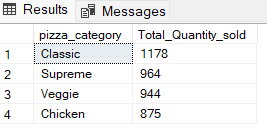 Results Messages
pizza_category Total_Quantity_sold
1 Classic 1178
2 Supreme 964
3 Veggie 944
4 Chicken 875